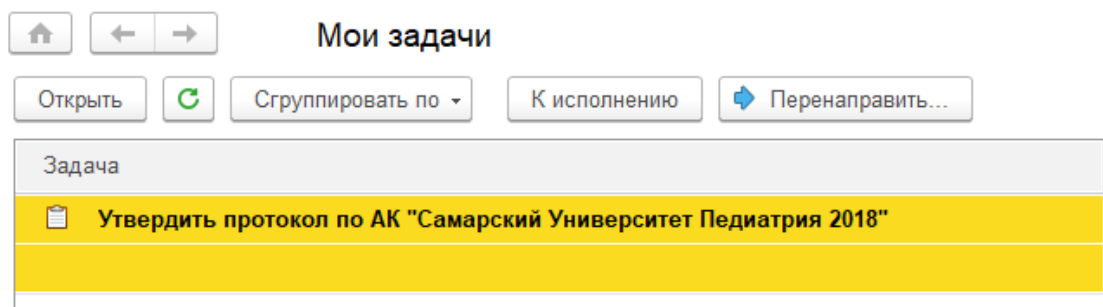 Мои задачи
Открыть Сгруппировать по К исполнению Перенаправить...
Задача
Утвердить протокол по АК "Самарский Университет Педиатрия 2018"